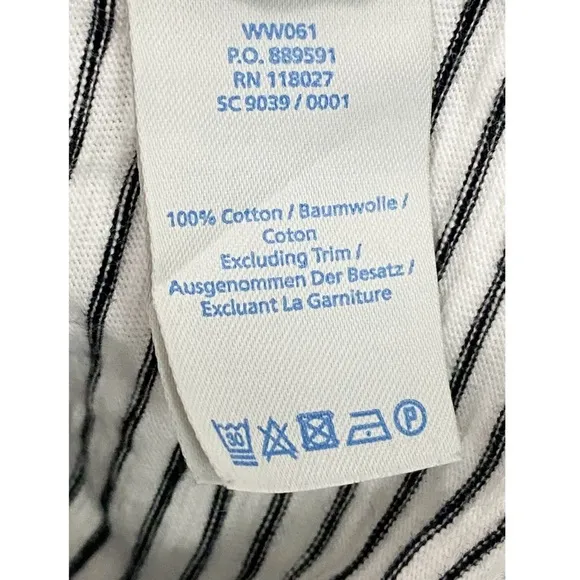 WW061
P.O. 889591
RN 118027
SC 9039 / 0001
100% Cotton / Baumwolle /
Coton
Excluding Trim /
Ausgenommen Der Besatz /
Excluant La Garniture
30 P